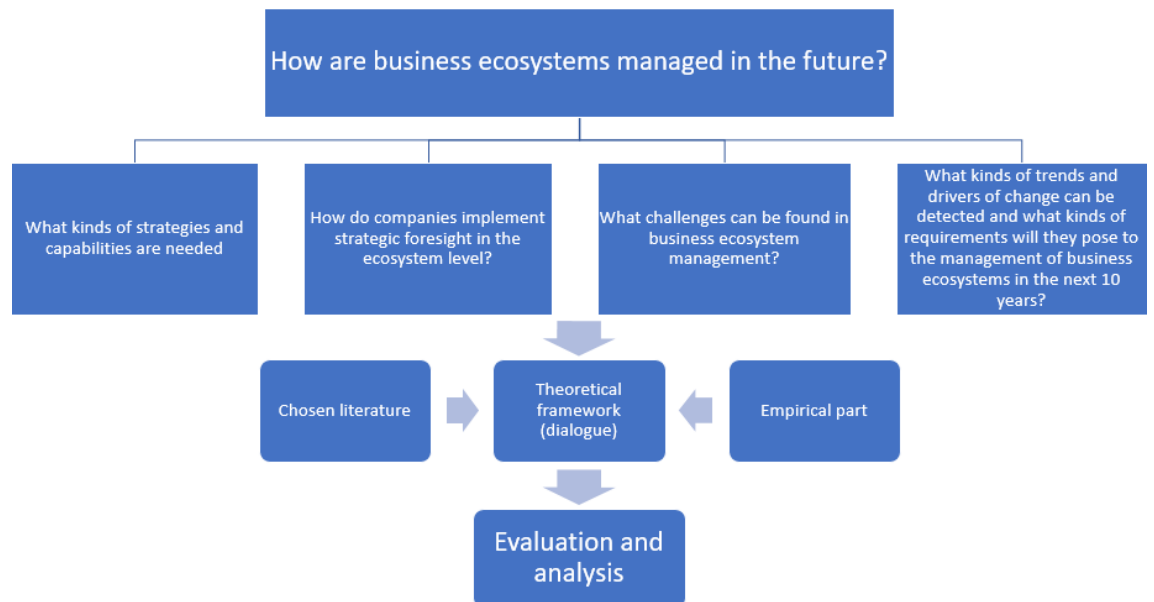 How are business ecosystems managed in the future?
What kinds of strategies and
capabilities are needed
How do companies implement
strategic foresight in the
ecosystem level?
What challenges can be found in
business ecosystem
management?
What kinds of trends and
drivers of change can be
detected and what kinds of
requirements will they pose to
the management of business
ecosystems in the next 10
years?
Chosen literature
Theoretical
framework
(dialogue)
Empirical part
Evaluation and
analysis